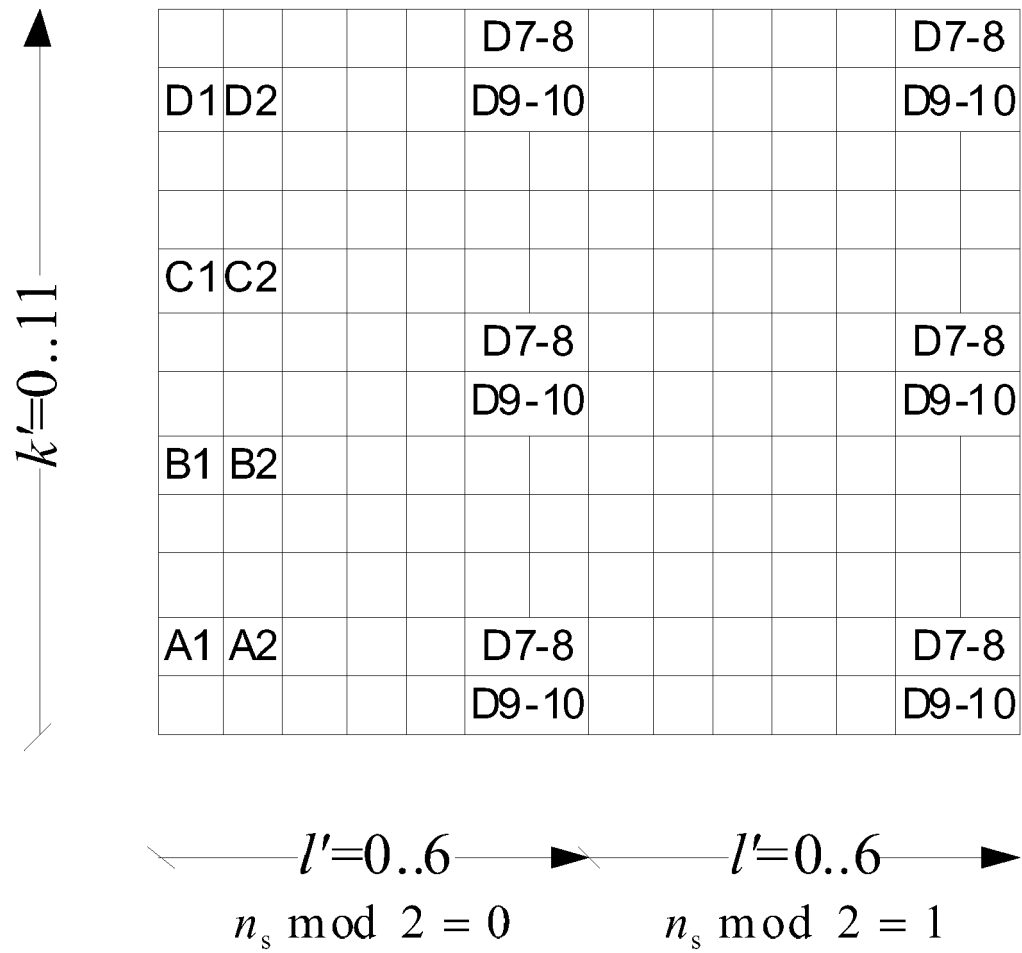 D7-8 D7-8
D1 D2 D9-10 D9-10
C1 C2
D7-8 D7-8
D9-10 D9-10
B1 B2
A1 A2 D7-8 D7-8
D9-10 D9-10
k'=0..11
l'=0..6 l'=0..6
ns mod 2 = 0 ns mod 2 = 1